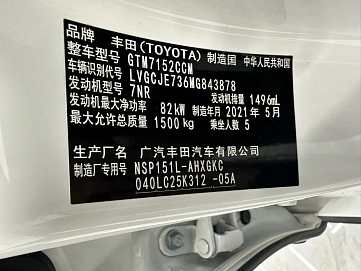 品牌 丰田(TOYOTA) 制造国 中华人民共和国
整车型号 GTM7152CCM
车辆识别代号 LVGCJE736MG843878
发动机型号 7NR 发动机排量 1496mL
发动机最大净功率 82kW 制造年月 2021年5月
最大允许总质量 1500kg 乘坐人数 5
生产厂名 广汽丰田汽车有限公司
制造厂专用号 NSP151L-AHXGKC
040LC25K312 -05A